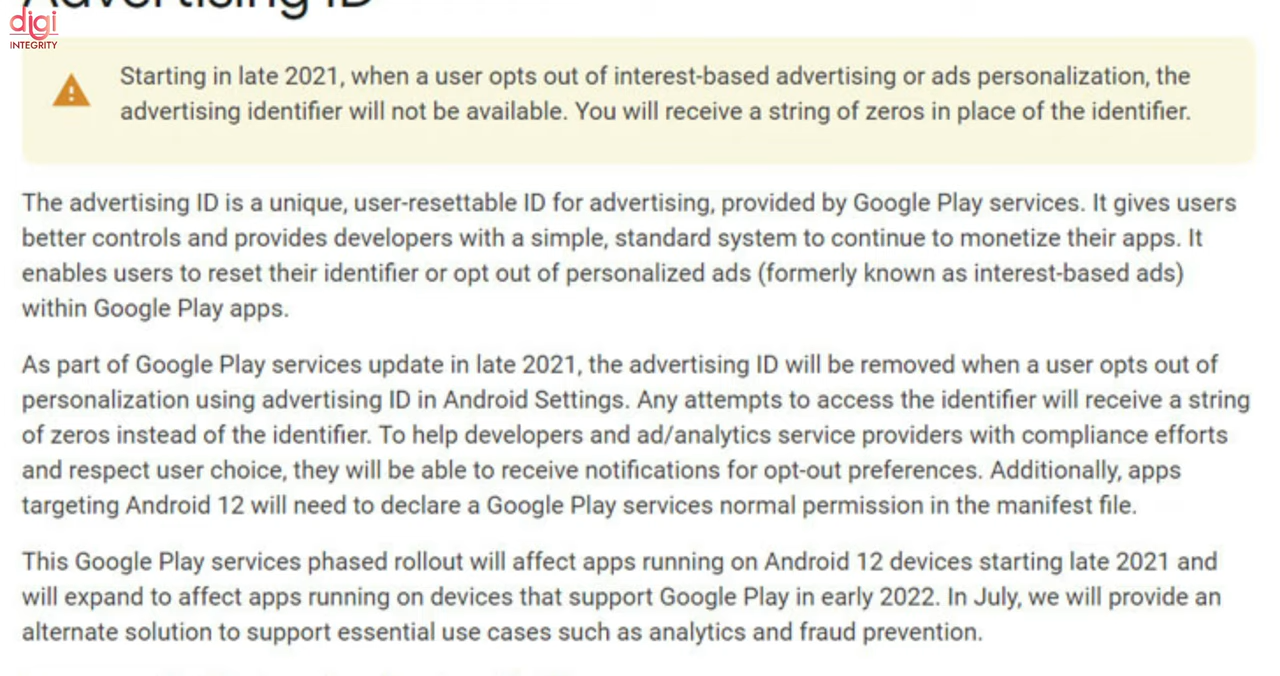 Advertising ID
digi
INTEGRITY
Starting in late 2021, when a user opts out of interest-based advertising or ads personalization, the
advertising identifier will not be available. You will receive a string of zeros in place of the identifier.
The advertising ID is a unique, user-resettable ID for advertising, provided by Google Play services. It gives users
better controls and provides developers with a simple, standard system to continue to monetize their apps. It
enables users to reset their identifier or opt out of personalized ads (formerly known as interest-based ads)
within Google Play apps.
As part of Google Play services update in late 2021, the advertising ID will be removed when a user opts out of
personalization using advertising ID in Android Settings. Any attempts to access the identifier will receive a string
of zeros instead of the identifier. To help developers and ad/analytics service providers with compliance efforts
and respect user choice, they will be able to receive notifications for opt-out preferences. Additionally, apps
targeting Android 12 will need to declare a Google Play services normal permission in the manifest file.
This Google Play services phased rollout will affect apps running on Android 12 devices starting late 2021 and
will expand to affect apps running on devices that support Google Play in early 2022. In July, we will provide an
alternate solution to support essential use cases such as analytics and fraud prevention.